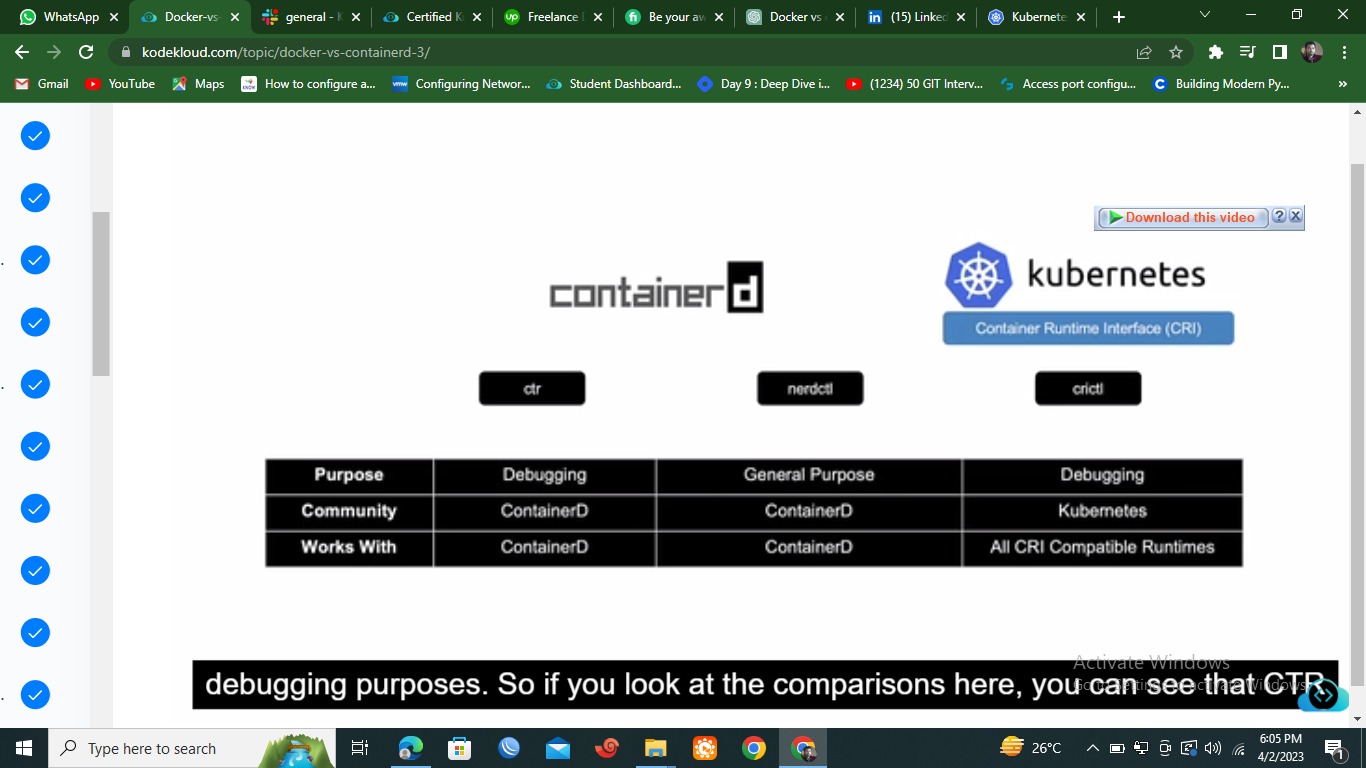 WhatsApp
Docker-vs-
general - K
Certified K
Freelance
Be your aw
Docker vs
(15) Linked
Kubernete
kodekloud.com/topic/docker-vs-containerd-3/
Gmail
YouTube
Maps
How to configure a...
Configuring Networ...
Student Dashboard...
Day 9 : Deep Dive i...
(1234) 50 GIT Interv...
Access port configu...
Building Modern Py...
»
Download this video
?
containerd
kubernetes
Container Runtime Interface (CRI)
ctr
nerdctl
crictl
Purpose Debugging General Purpose Debugging
Community ContainerD ContainerD Kubernetes
Works With ContainerD ContainerD All CRI Compatible Runtimes
Activate Windows
debugging purposes. So if you look at the comparisons here, you can see that CTR
Go to Settings to activate Windows.
Type here to search
26°C
6:05 PM
4/2/2023
1